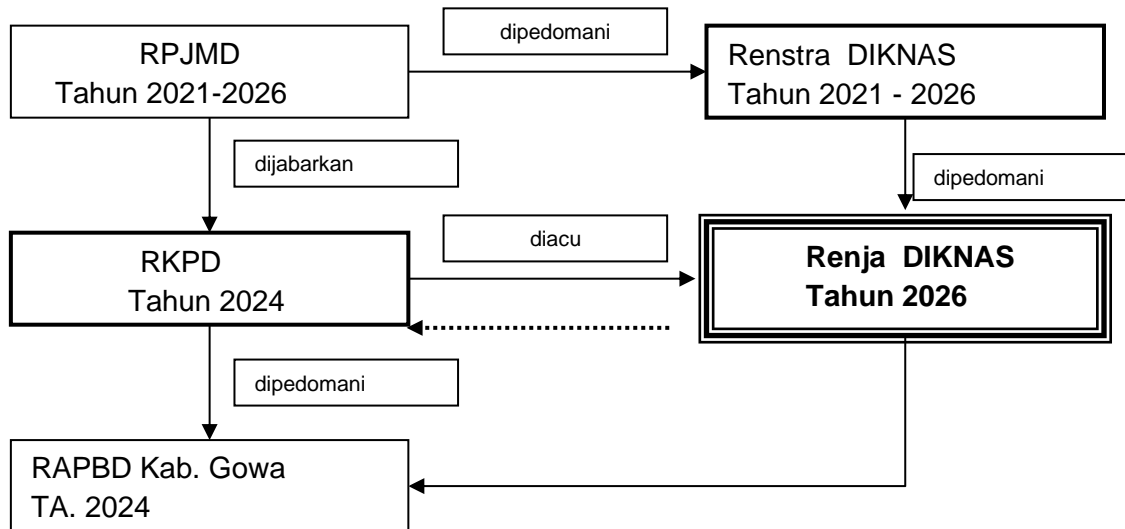 RPJMD
Tahun 2021-2026
dipedomani
Renstra DIKNAS
Tahun 2021 - 2026
dijabarkan
dipedomani
RKPD
Tahun 2024
diacu
Renja DIKNAS
Tahun 2026
dipedomani
RAPBD Kab. Gowa
TA. 2024